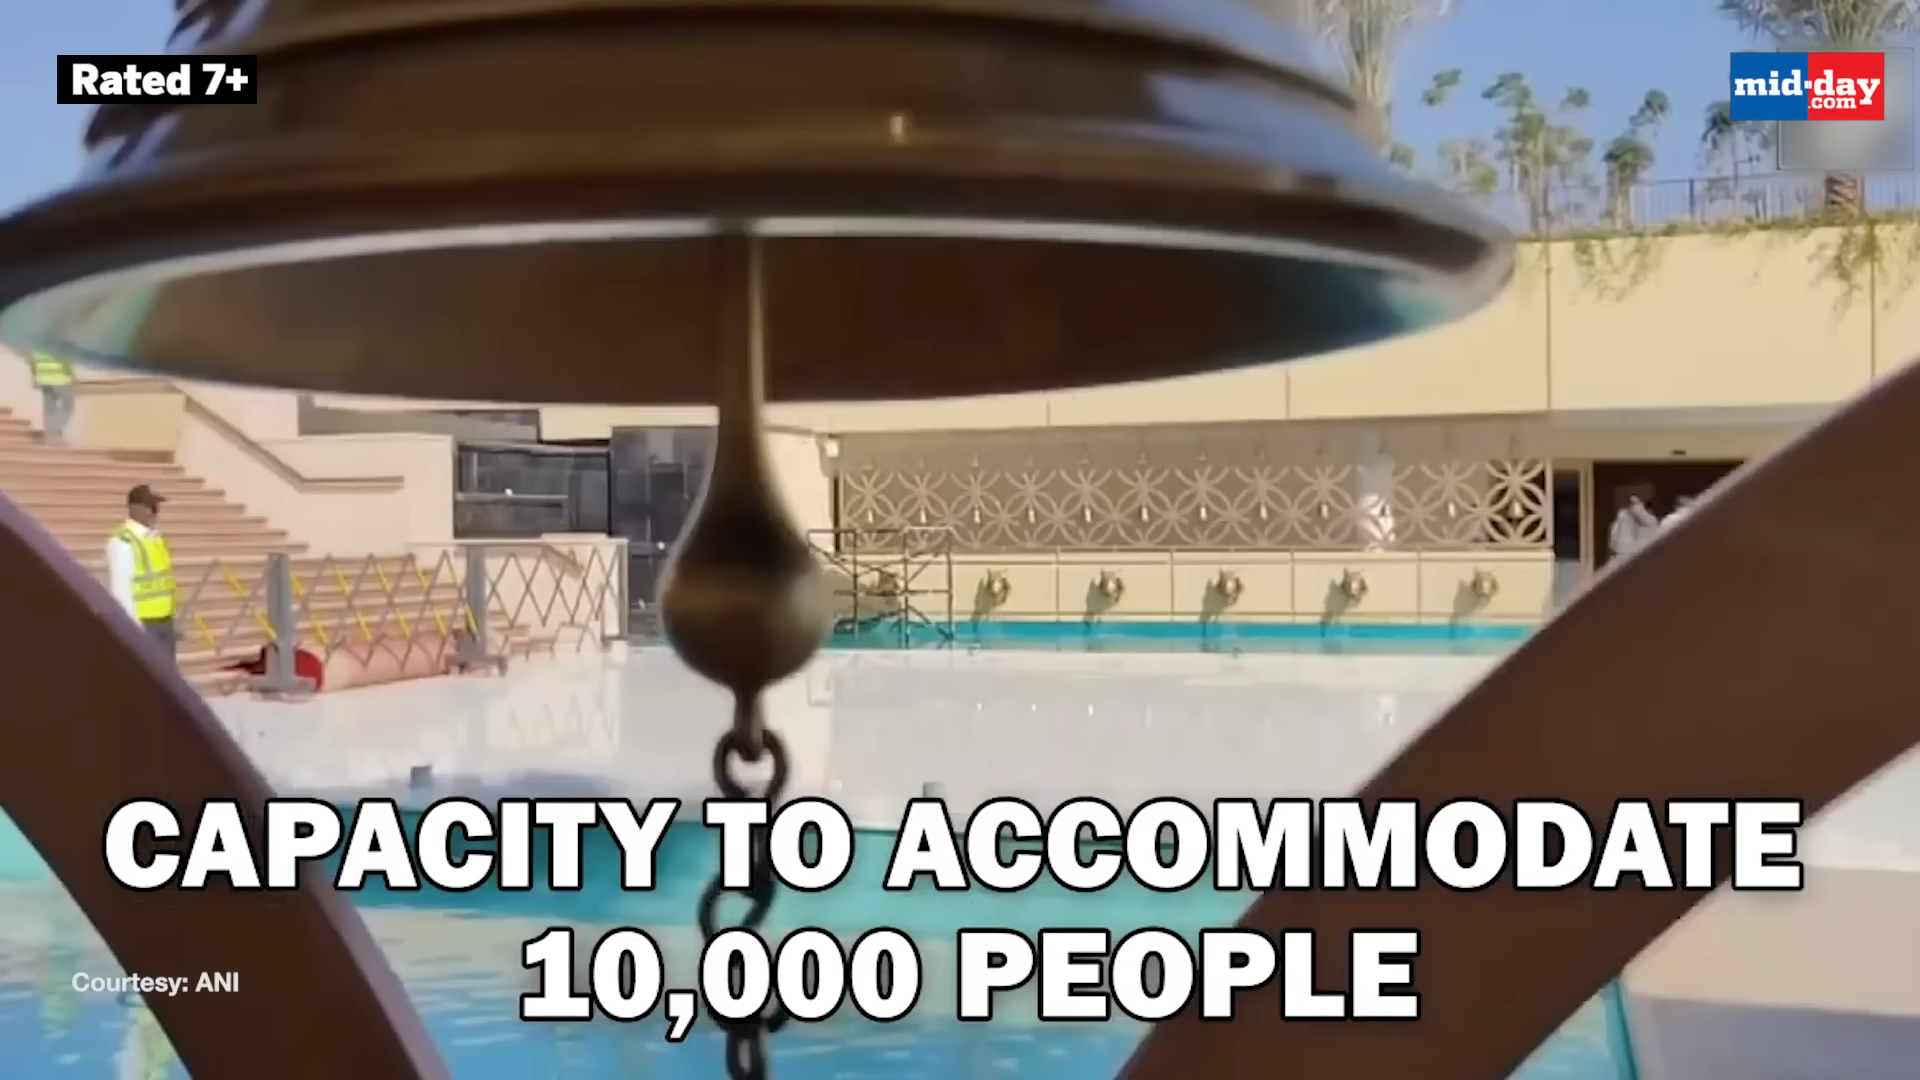 Rated 7+
mid-day
.com
CAPACITY TO ACCOMMODATE
10,000 PEOPLE
Courtesy: ANI